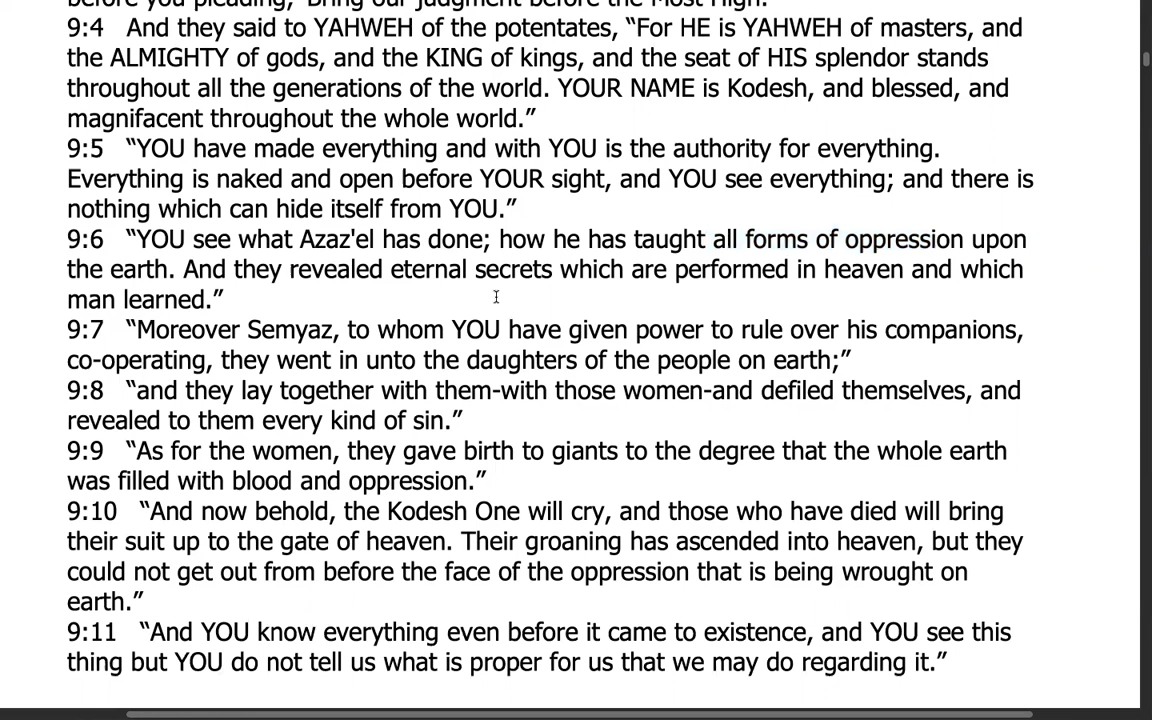 before you pleading, 'Bring our judgment before the Most High.'
9:4 And they said to YAHWEH of the potentates, “For HE is YAHWEH of masters, and
the ALMIGHTY of gods, and the KING of kings, and the seat of HIS splendor stands
throughout all the generations of the world. YOUR NAME is Kodesh, and blessed, and
magnifacent throughout the whole world.”
9:5 “YOU have made everything and with YOU is the authority for everything.
Everything is naked and open before YOUR sight, and YOU see everything; and there is
nothing which can hide itself from YOU.”
9:6 “YOU see what Azaz'el has done; how he has taught all forms of oppression upon
the earth. And they revealed eternal secrets which are performed in heaven and which
man learned.”
9:7 “Moreover Semyaz, to whom YOU have given power to rule over his companions,
co-operating, they went in unto the daughters of the people on earth;”
9:8 “and they lay together with them-with those women-and defiled themselves, and
revealed to them every kind of sin.”
9:9 “As for the women, they gave birth to giants to the degree that the whole earth
was filled with blood and oppression.”
9:10 “And now behold, the Kodesh One will cry, and those who have died will bring
their suit up to the gate of heaven. Their groaning has ascended into heaven, but they
could not get out from before the face of the oppression that is being wrought on
earth.”
9:11 “And YOU know everything even before it came to existence, and YOU see this
thing but YOU do not tell us what is proper for us that we may do regarding it.”